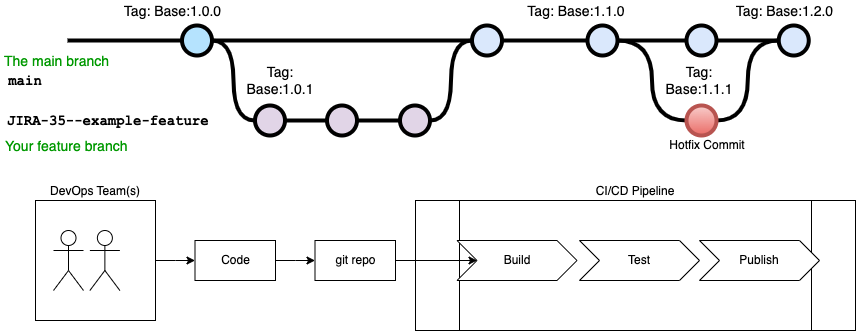 Tag: Base:1.0.0
Tag: Base:1.1.0
Tag: Base:1.2.0
The main branch
main
Tag:
Base:1.0.1
Tag:
Base:1.1.1
JIRA-35--example-feature
Your feature branch
Hotfix Commit
DevOps Team(s)
CI/CD Pipeline
Code
git repo
Build
Test
Publish